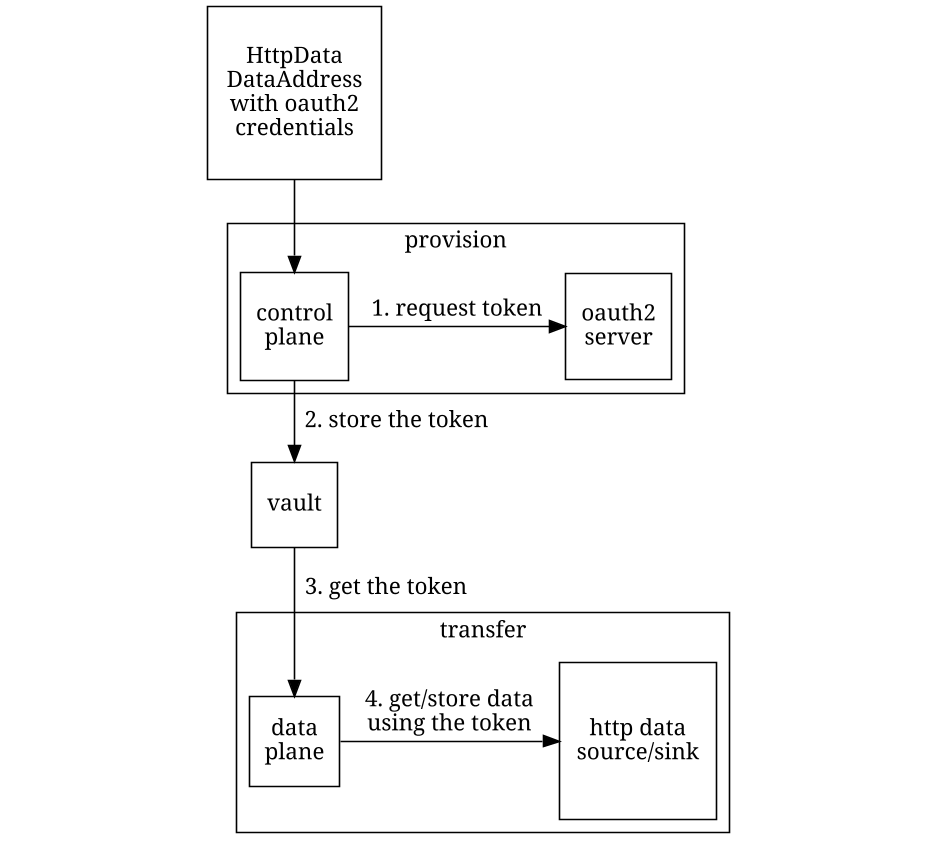 HttpData
DataAddress
with oauth2
credentials
provision
control
plane
1. request token
oauth2
server
2. store the token
vault
3. get the token
transfer
data
plane
4. get/store data
using the token
http data
source/sink